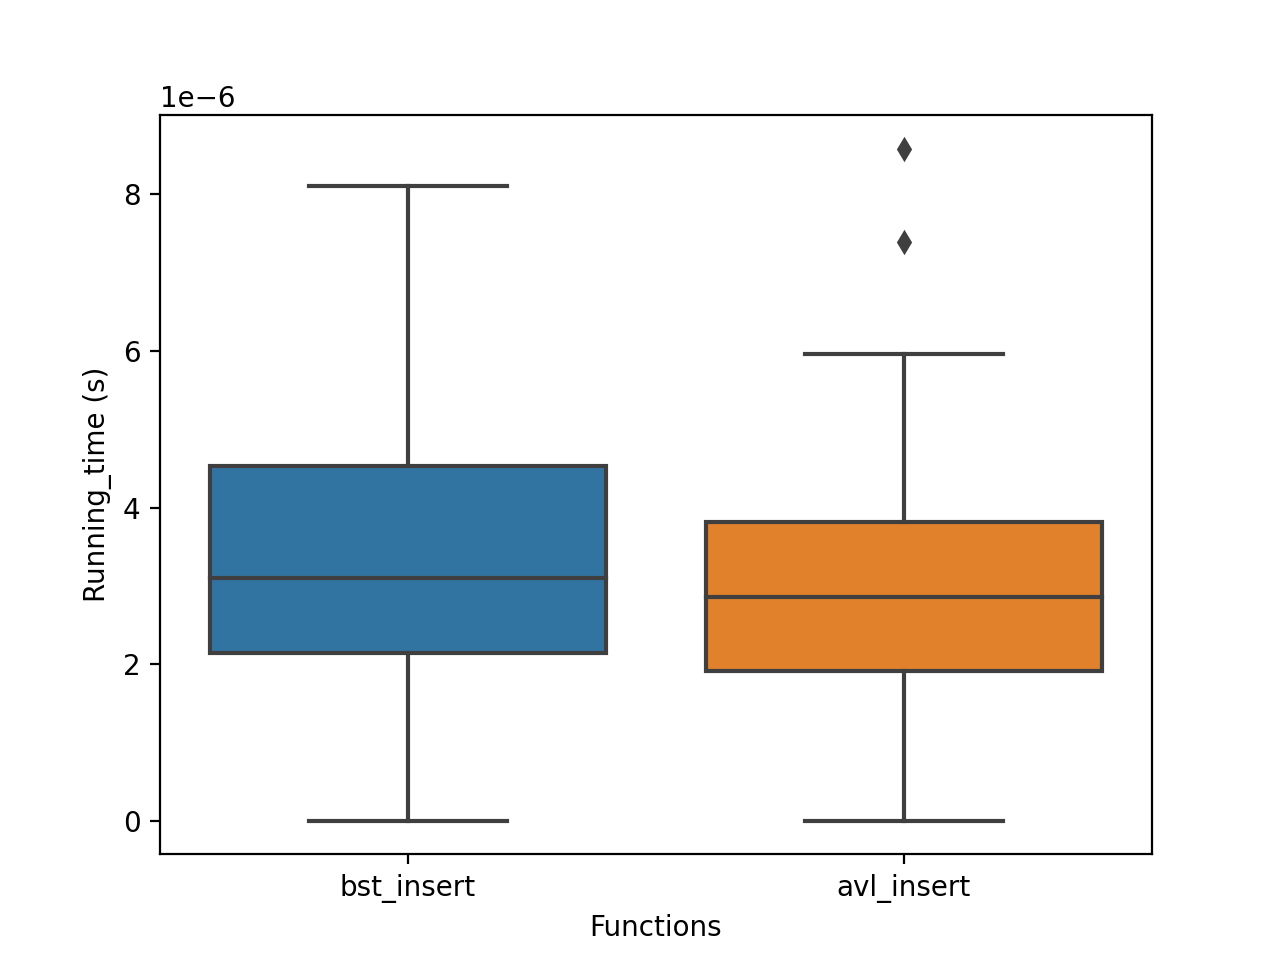 1e−6
8
6
4
2
0
Running_time (s)
bst_insert
avl_insert
Functions